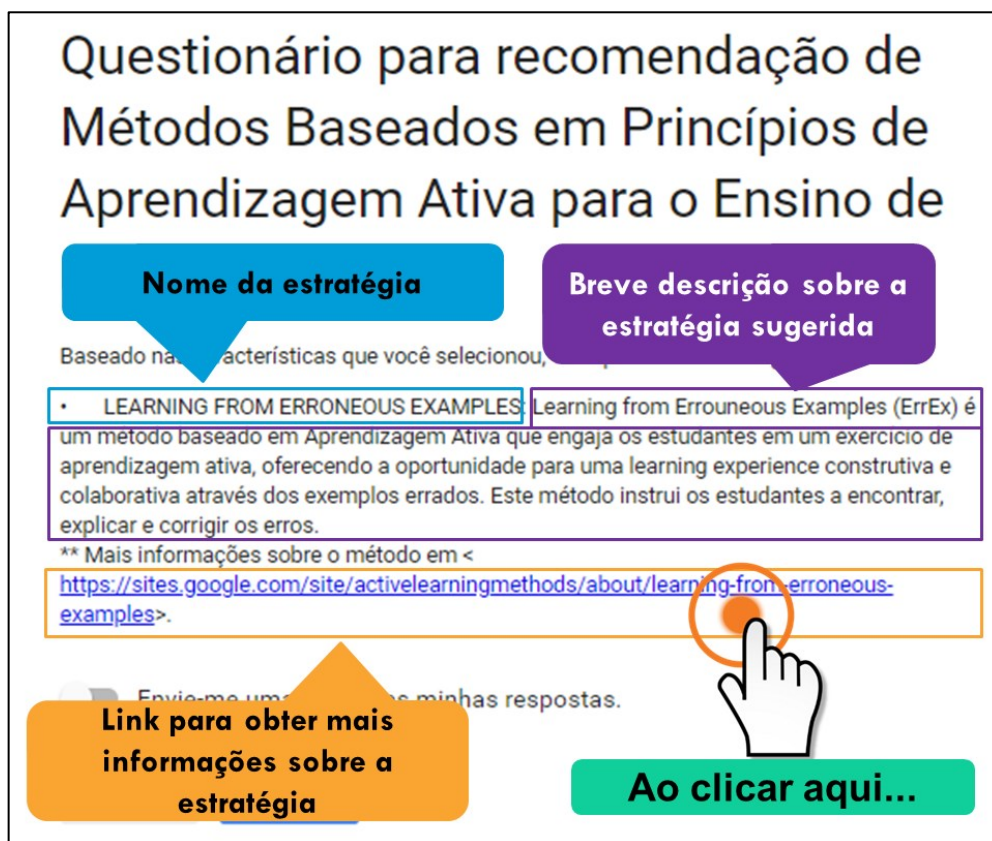 Questionário para recomendação de
Métodos Baseados em Princípios de
Aprendizagem Ativa para o Ensino de
Nome da estratégia
Breve descrição sobre a
estratégia sugerida
Baseado nas características que você selecionou,
• LEARNING FROM ERRONEOUS EXAMPLES: Learning from Errouneous Examples (ErrEx) é
um método baseado em Aprendizagem Ativa que engaja os estudantes em um exercício de
aprendizagem ativa, oferecendo a oportunidade para uma learning experience construtiva e
colaborativa através dos exemplos errados. Este método instrui os estudantes a encontrar,
explicar e corrigir os erros.
** Mais informações sobre o método em <
https://sites.google.com/site/activelearningmethods/about/learning-from-erroneous-
examples>.
Envie-me uma minhas respostas.
Link para obter mais
informações sobre a
estratégia
Ao clicar aqui...